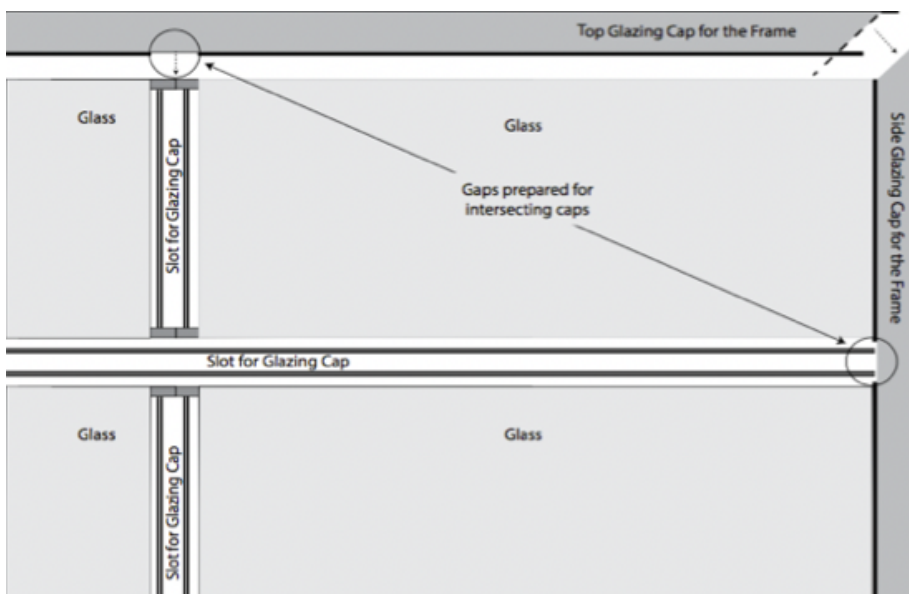 Top Glazing Cap for the Frame
Glass
Slot for Glazing Cap
Glass
Side Glazing Cap for the Frame
Gaps prepared for
intersecting caps
Slot for Glazing Cap
Glass
Slot for Glazing Cap
Glass